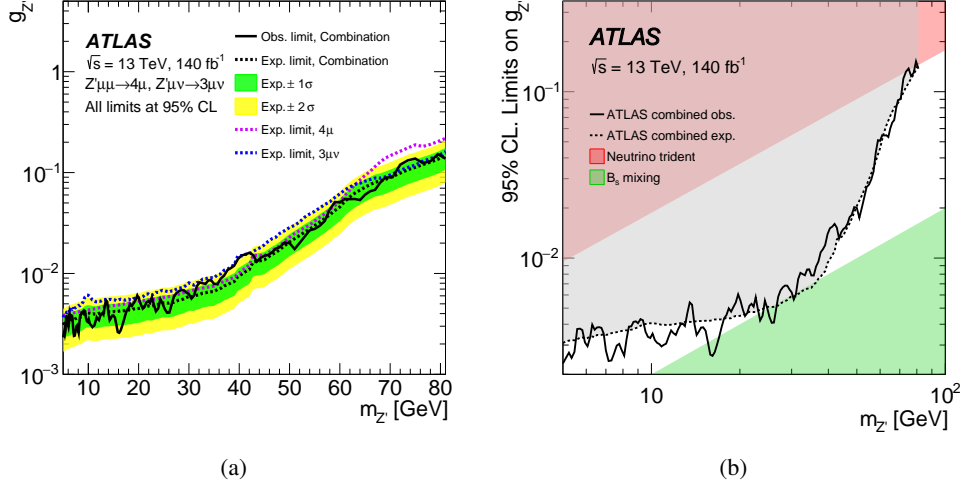 g_Z'
ATLAS
√s = 13 TeV, 140 fb⁻¹
Z'μμ→4μ, Z'μν→3μν
All limits at 95% CL
Obs. limit, Combination
Exp. limit, Combination
Exp. ± 1σ
Exp. ± 2 σ
Exp. limit, 4μ
Exp. limit, 3μν
1
10⁻¹
10⁻²
10⁻³
10 20 30 40 50 60 70 80
m_Z' [GeV]
(a)
95% CL. Limits on g_Z'
ATLAS
√s = 13 TeV, 140 fb⁻¹
ATLAS combined obs.
ATLAS combined exp.
Neutrino trident
B_s mixing
10⁻¹
10⁻²
10 10²
m_Z' [GeV]
(b)